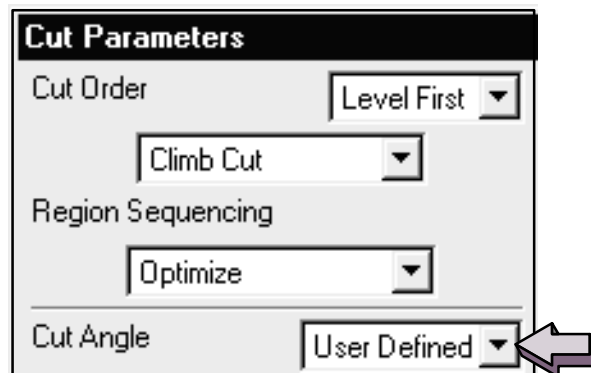 Cut Parameters
Cut Order Level First
Climb Cut
Region Sequencing
Optimize
Cut Angle User Defined